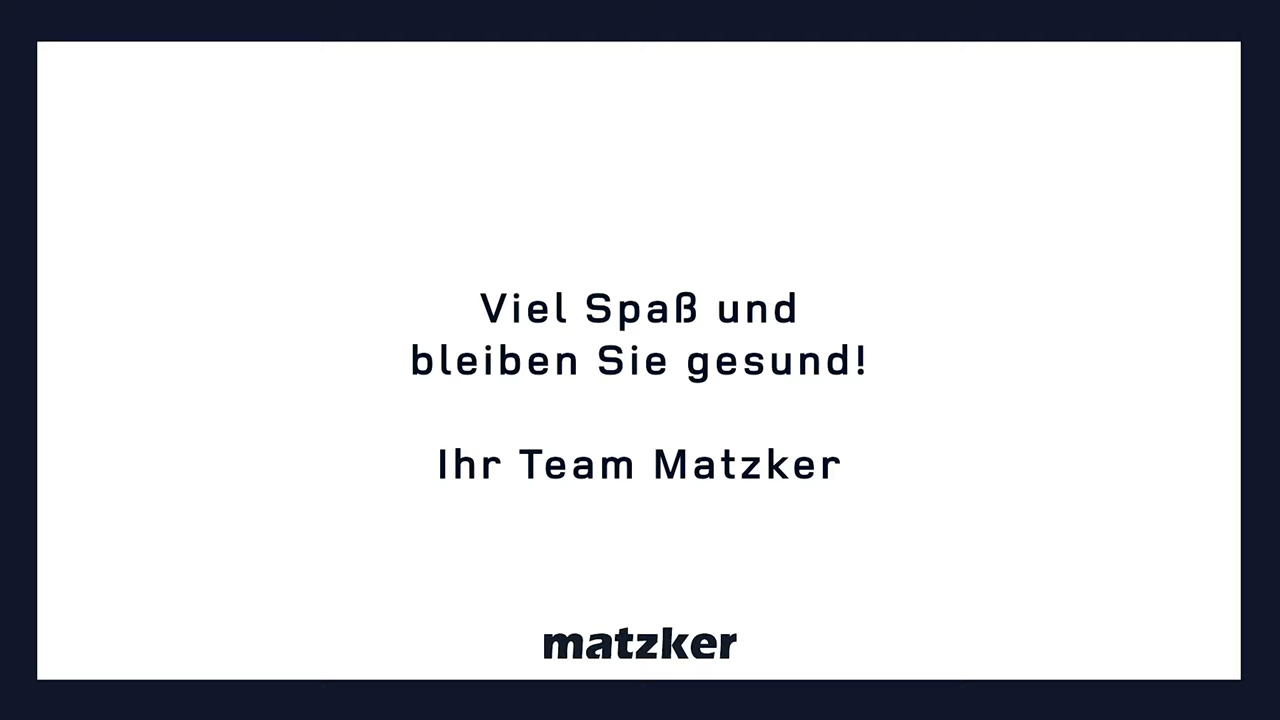 Viel Spaß und
bleiben Sie gesund!
Ihr Team Matzker
matzker